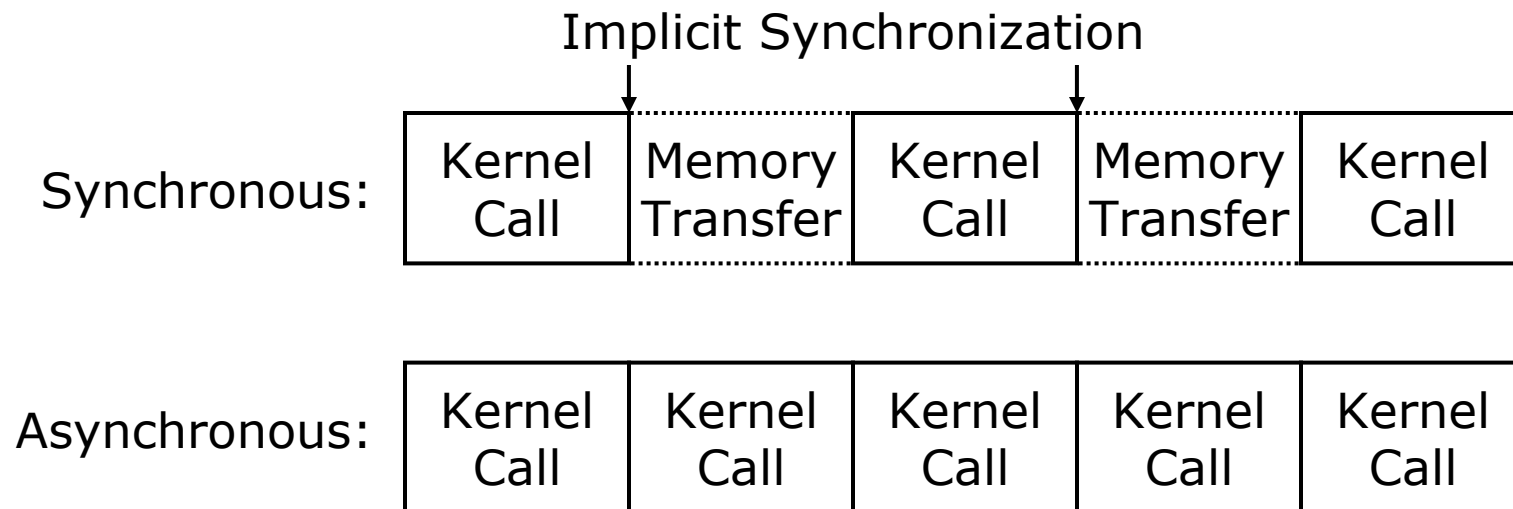 Implicit Synchronization
Synchronous:
Kernel
Call
Memory
Transfer
Kernel
Call
Memory
Transfer
Kernel
Call
Asynchronous:
Kernel
Call
Kernel
Call
Kernel
Call
Kernel
Call
Kernel
Call